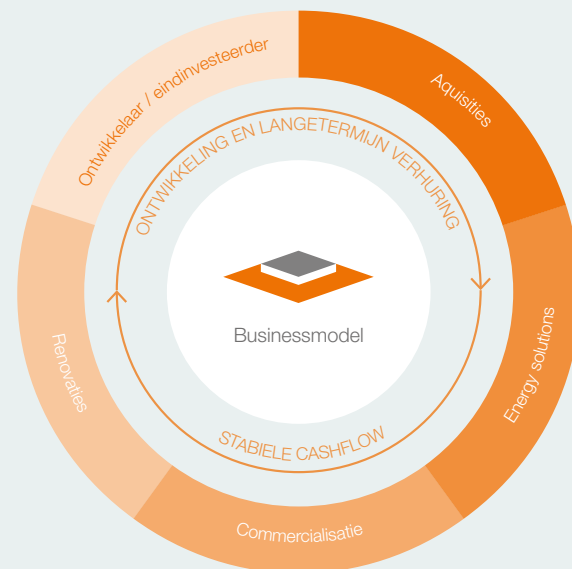 Ontwikkelaar / eindinvesteerder
Aquisities
ONTWIKKELING EN LANGETERMIJN VERHURING
Businessmodel
Energy solutions
Renovaties
STABIELE CASHFLOW
Commercialisatie